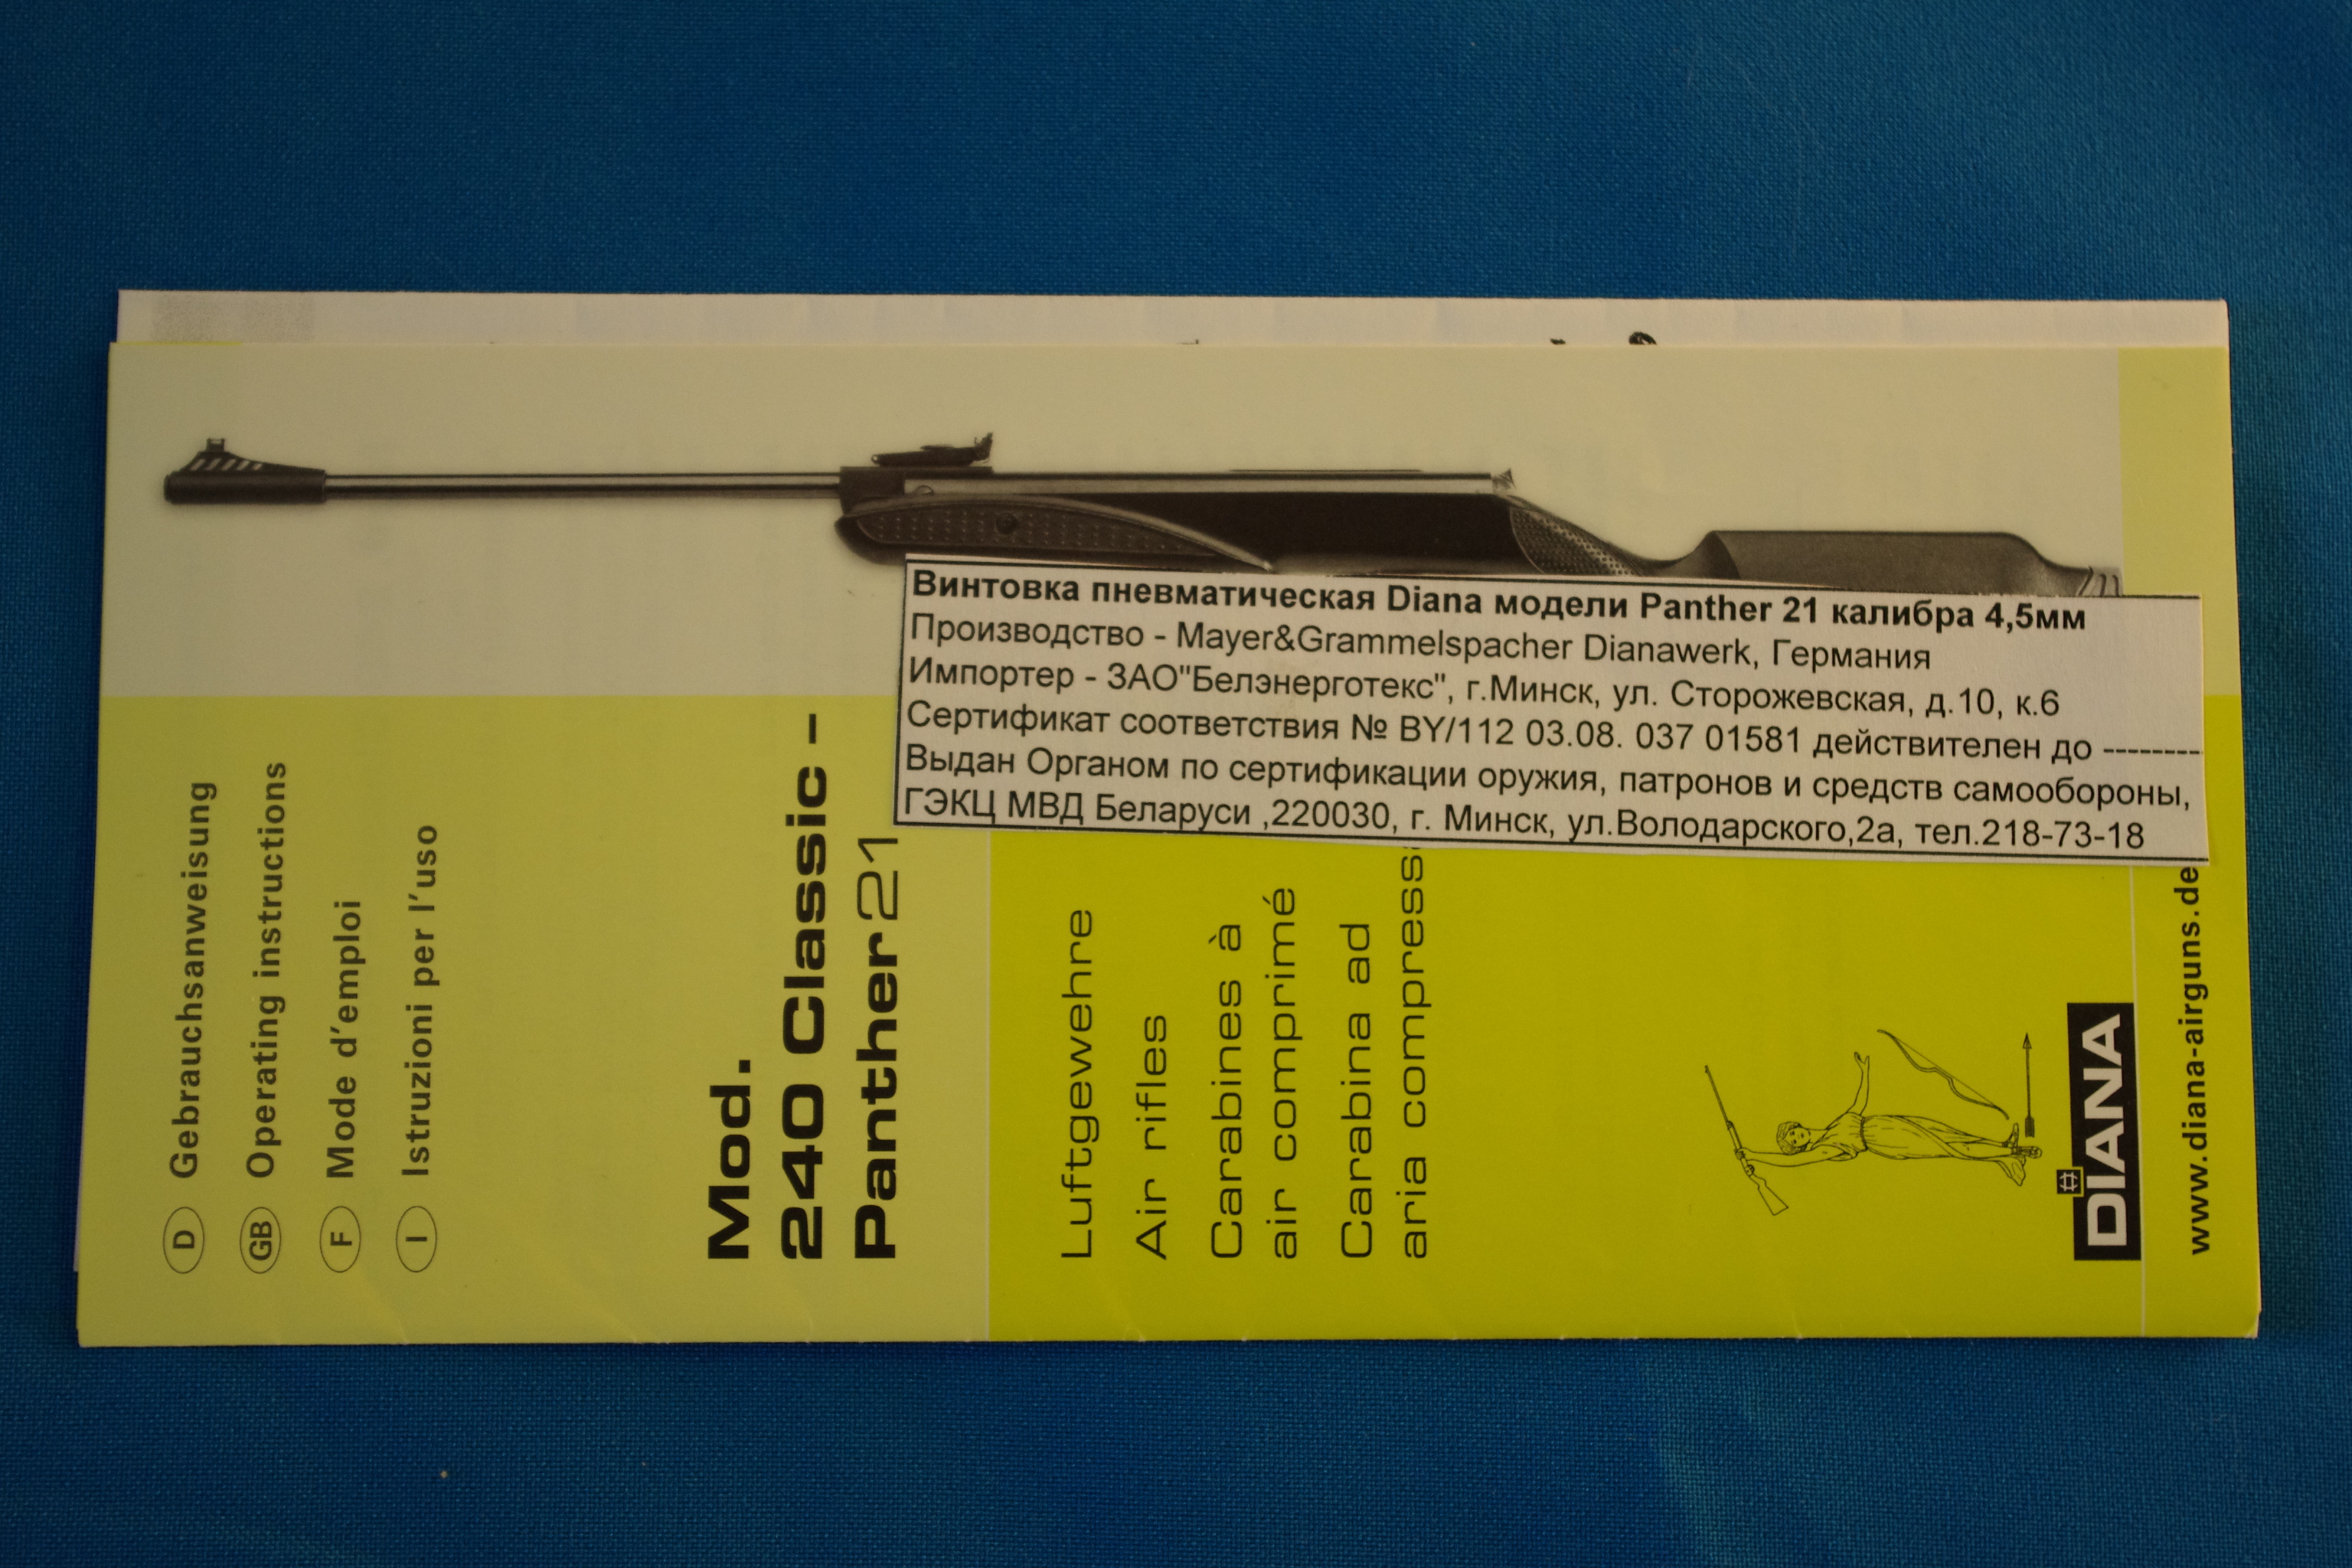 Винтовка пневматическая Diana модели Panther 21 калибра 4,5мм
Производство - Mayer&Grammelspacher Dianawerk, Германия
Импортер - ЗАО"Белэнерготекс", г.Минск, ул. Сторожевская, д.10, к.6
Сертификат соответствия № BY/112 03.08. 037 01581 действителен до --------
Выдан Органом по сертификации оружия, патронов и средств самообороны,
ГЭКЦ МВД Беларуси ,220030, г. Минск, ул.Володарского,2а, тел.218-73-18
D Gebrauchsanweisung
GB Operating instructions
F Mode d'emploi
I Istruzioni per l'uso
Mod.
240 Classic –
Panther 21
Luftgewehre
Air rifles
Carabines à
air comprimé
Carabina ad
aria
DIANA
www.diana-airguns.de